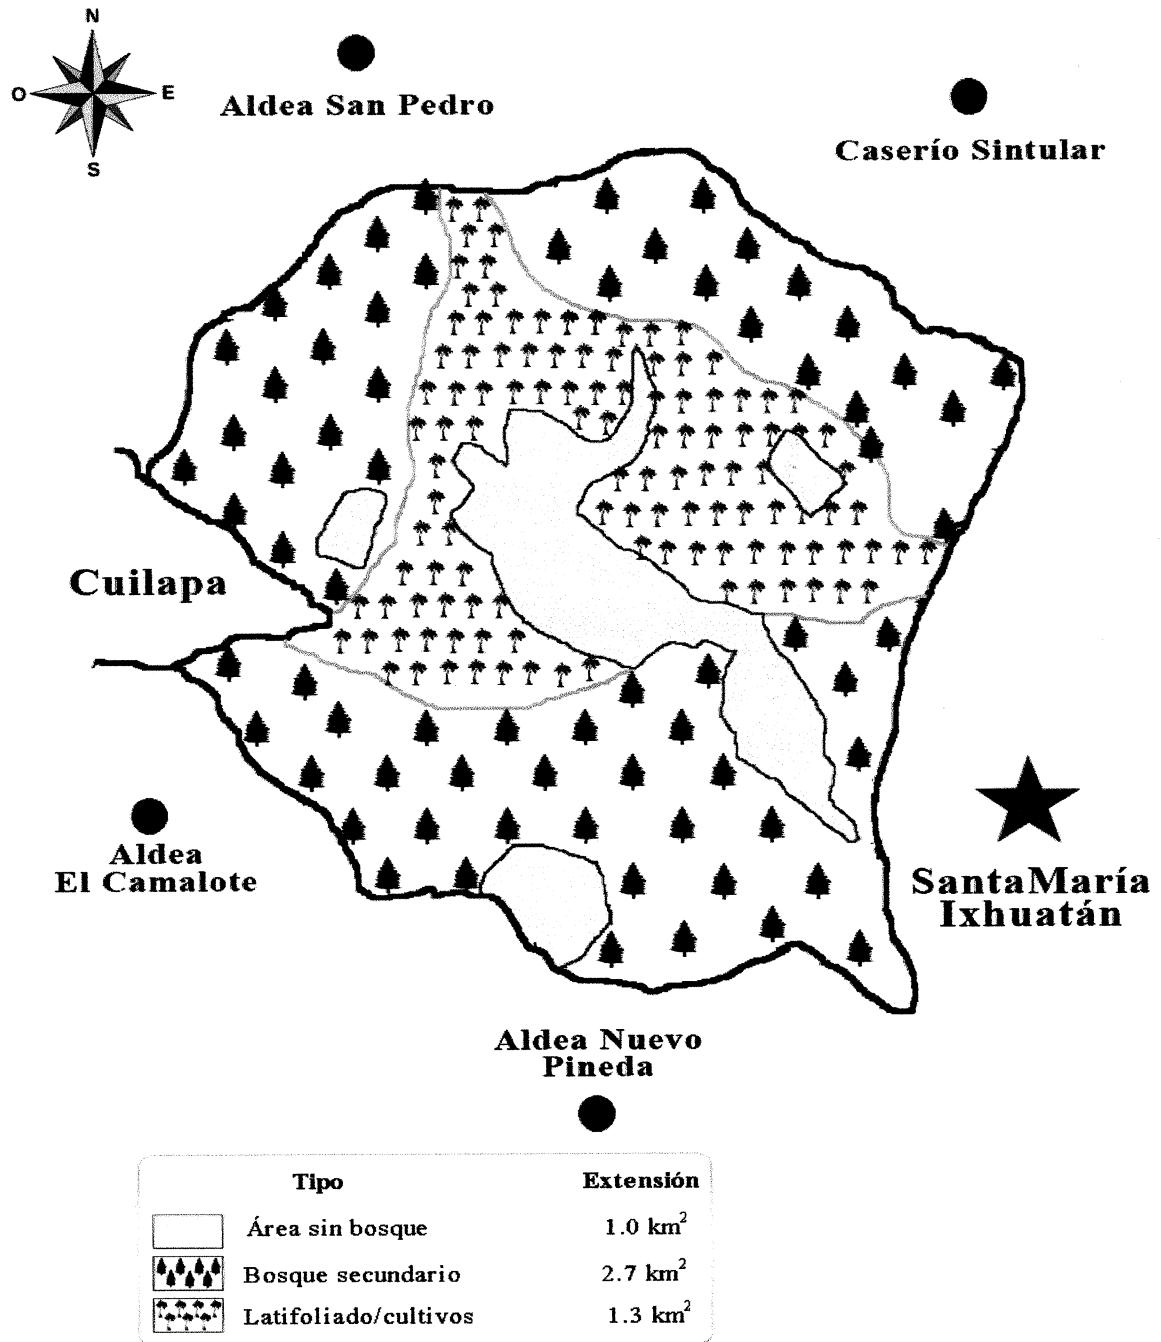 N
O E
S
Aldea San Pedro
Caserío Sintular
Cuilapa
Aldea
El Camalote
SantaMaría
Ixhuatán
Aldea Nuevo
Pineda
Tipo Extensión
Área sin bosque 1.0 km²
Bosque secundario 2.7 km²
Latifoliado/cultivos 1.3 km²